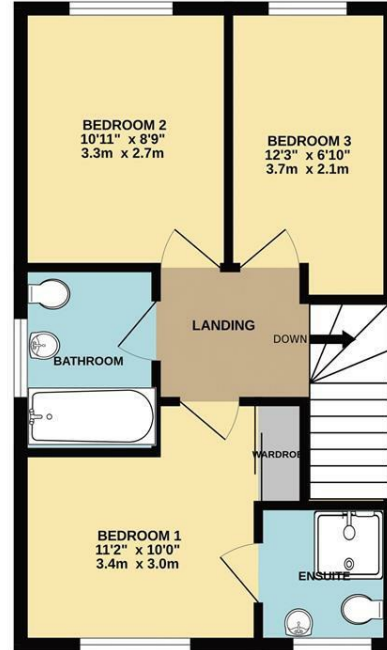 BEDROOM 2
10'11" x 8'9"
3.3m x 2.7m
BEDROOM 3
12'3" x 6'10"
3.7m x 2.1m
LANDING
DOWN
BATHROOM
WARDROBE
BEDROOM 1
11'2" x 10'0"
3.4m x 3.0m
ENSUITE